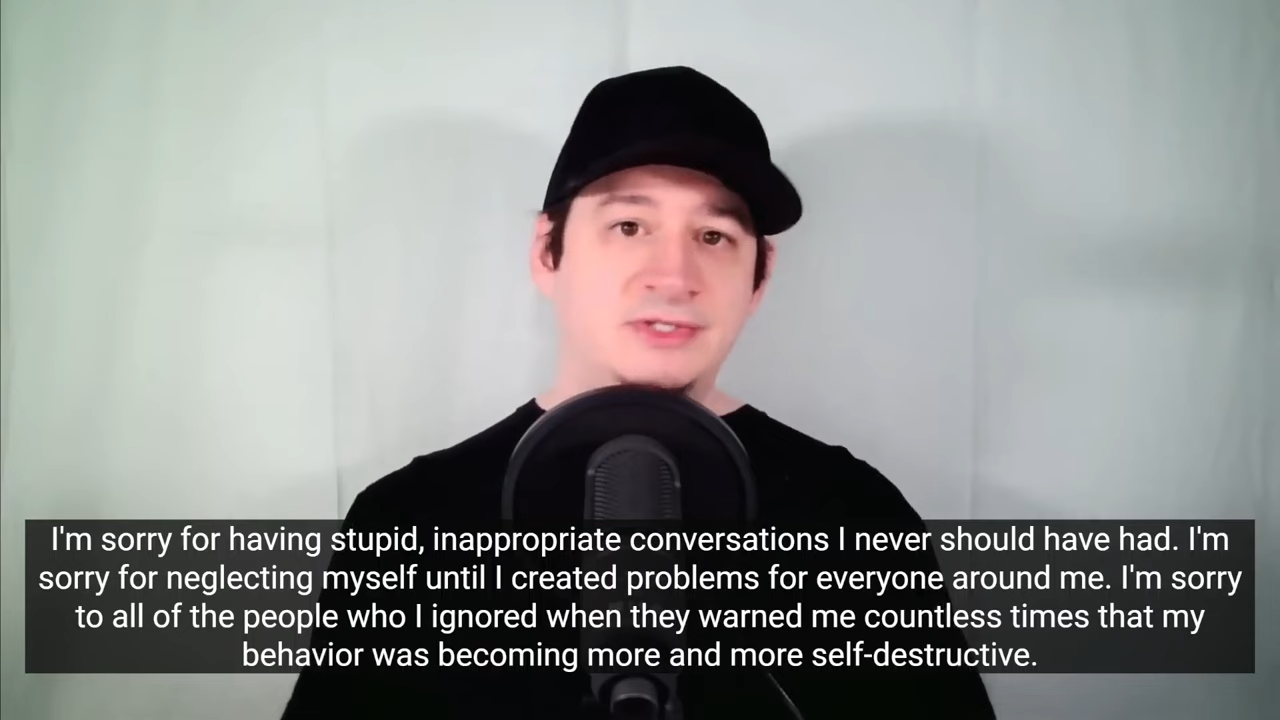 I'm sorry for having stupid, inappropriate conversations I never should have had. I'm
sorry for neglecting myself until I created problems for everyone around me. I'm sorry
to all of the people who I ignored when they warned me countless times that my
behavior was becoming more and more self-destructive.